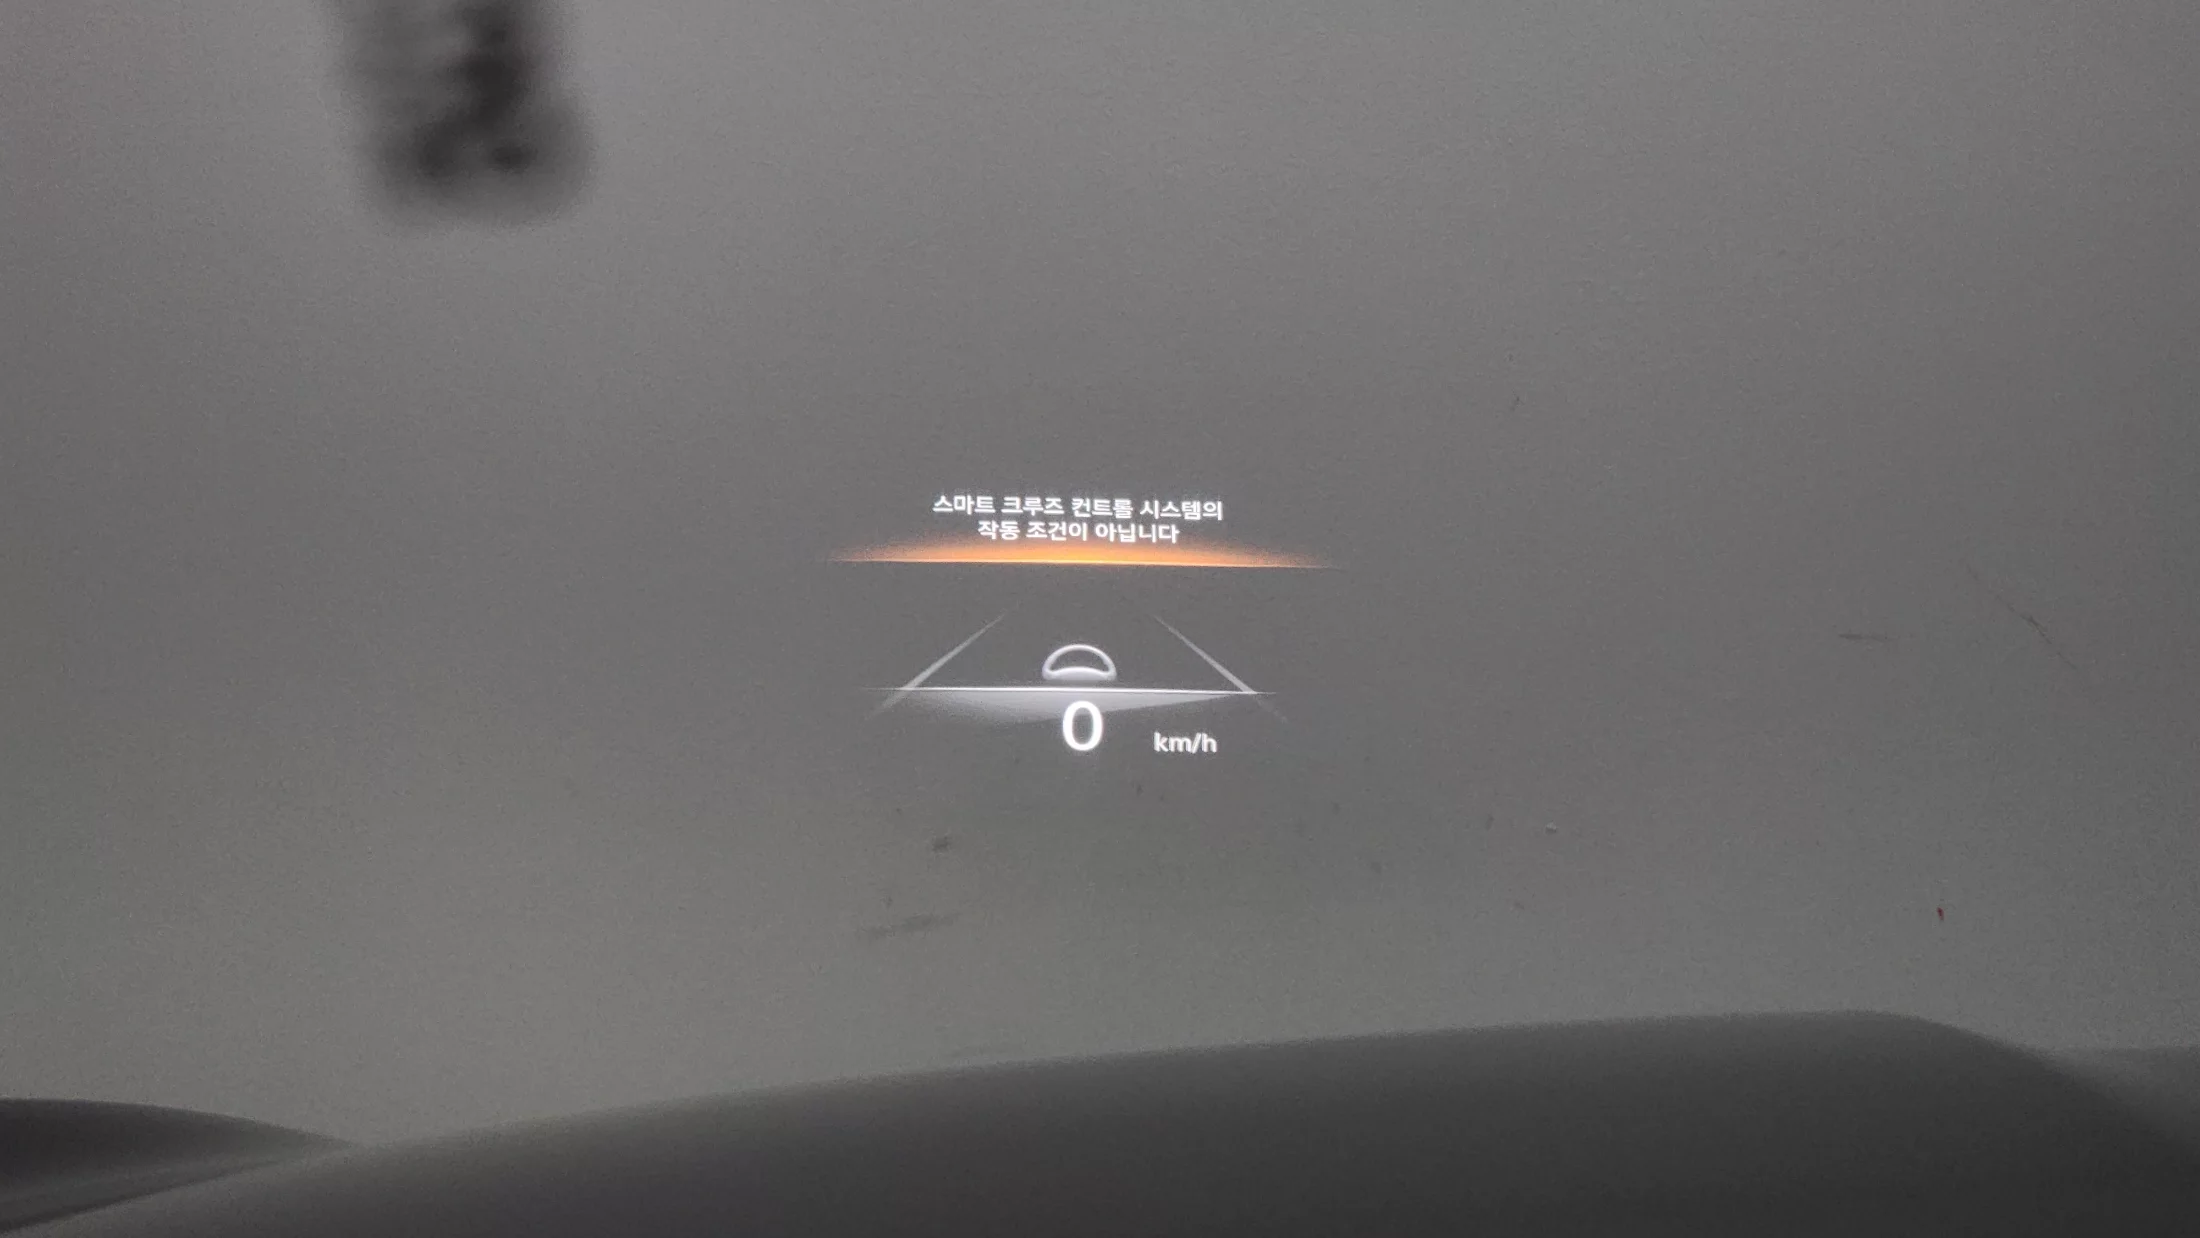 스마트 크루즈 컨트롤 시스템의
작동 조건이 아닙니다
0 km/h